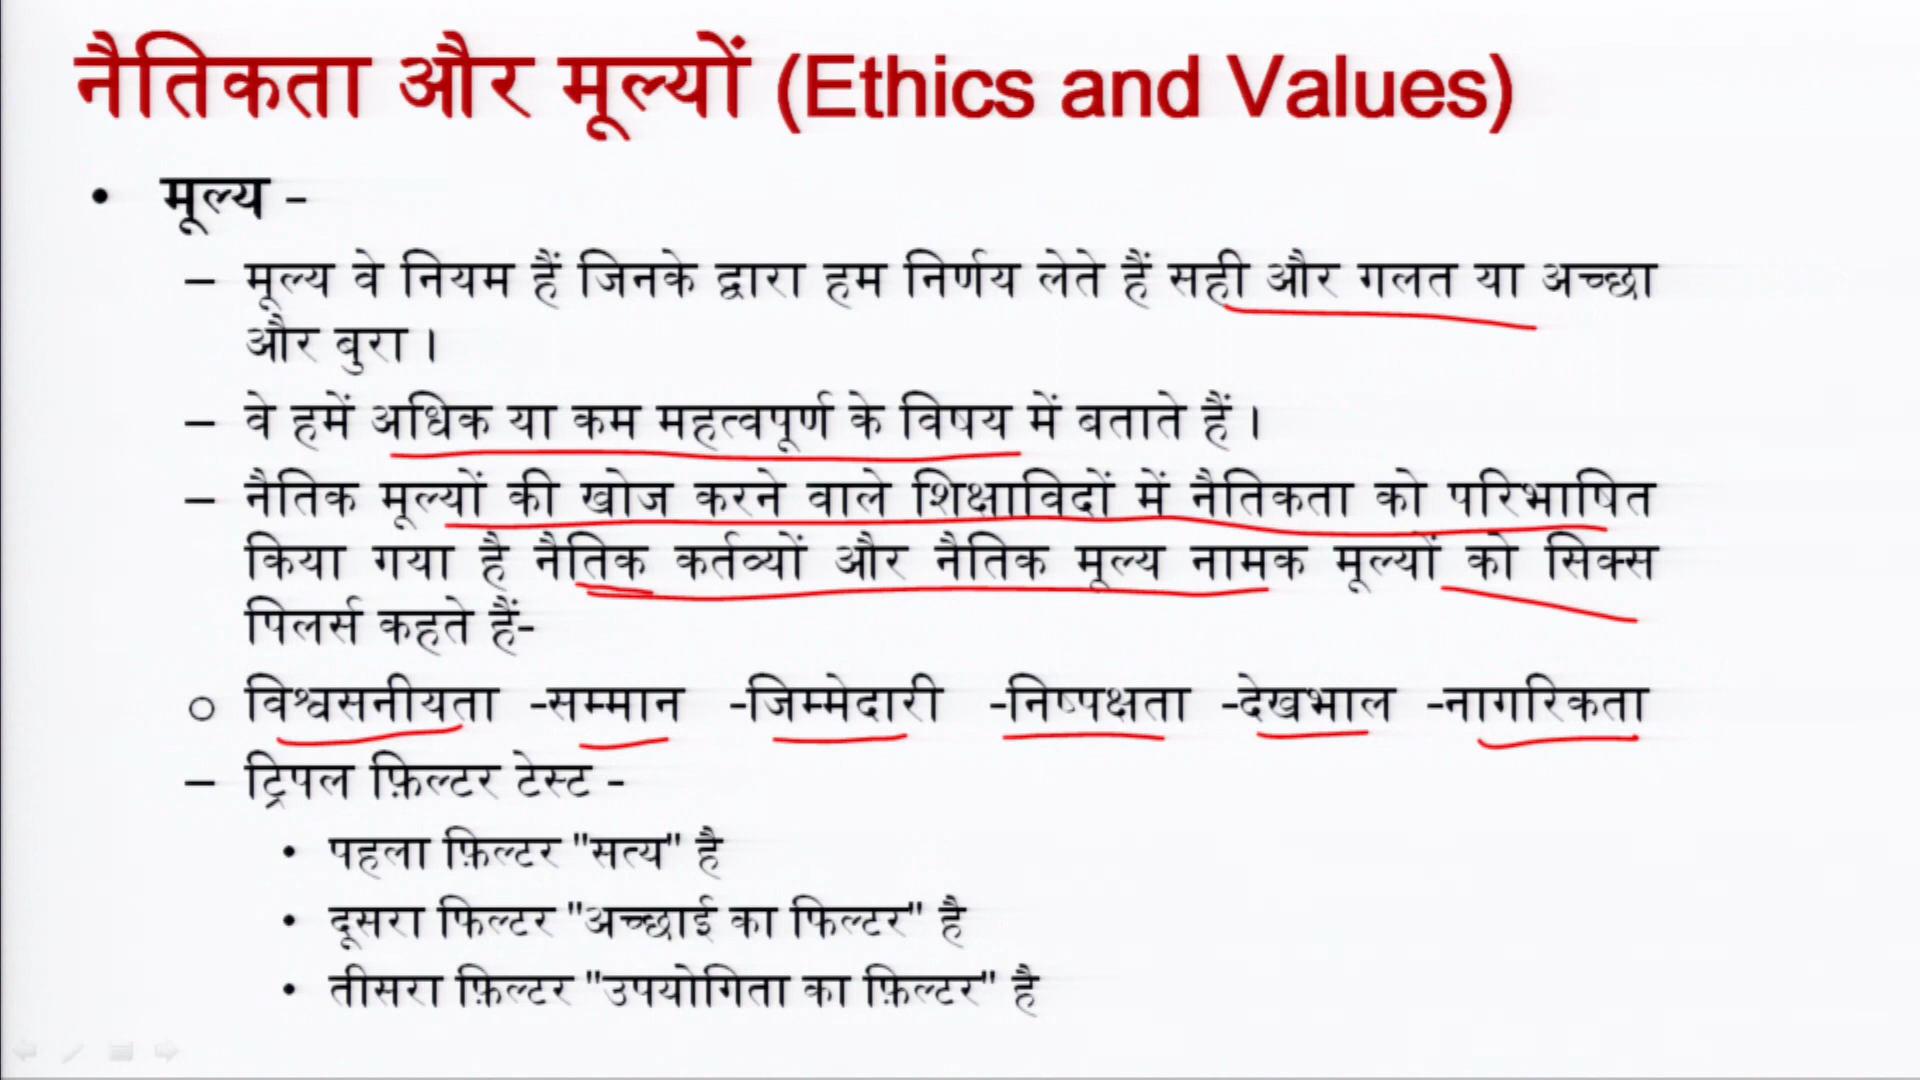 नैतिकता और मूल्यों (Ethics and Values)
• मूल्य -
– मूल्य वे नियम हैं जिनके द्वारा हम निर्णय लेते हैं सही और गलत या अच्छा
और बुरा ।
– वे हमें अधिक या कम महत्वपूर्ण के विषय में बताते हैं ।
– नैतिक मूल्यों की खोज करने वाले शिक्षाविदों में नैतिकता को परिभाषित
किया गया है नैतिक कर्तव्यों और नैतिक मूल्य नामक मूल्यों को सिक्स
पिलर्स कहते हैं-
o विश्वसनीयता -सम्मान -जिम्मेदारी -निष्पक्षता -देखभाल -नागरिकता
– ट्रिपल फ़िल्टर टेस्ट -
• पहला फ़िल्टर "सत्य" है
• दूसरा फिल्टर "अच्छाई का फिल्टर" है
• तीसरा फ़िल्टर "उपयोगिता का फ़िल्टर" है